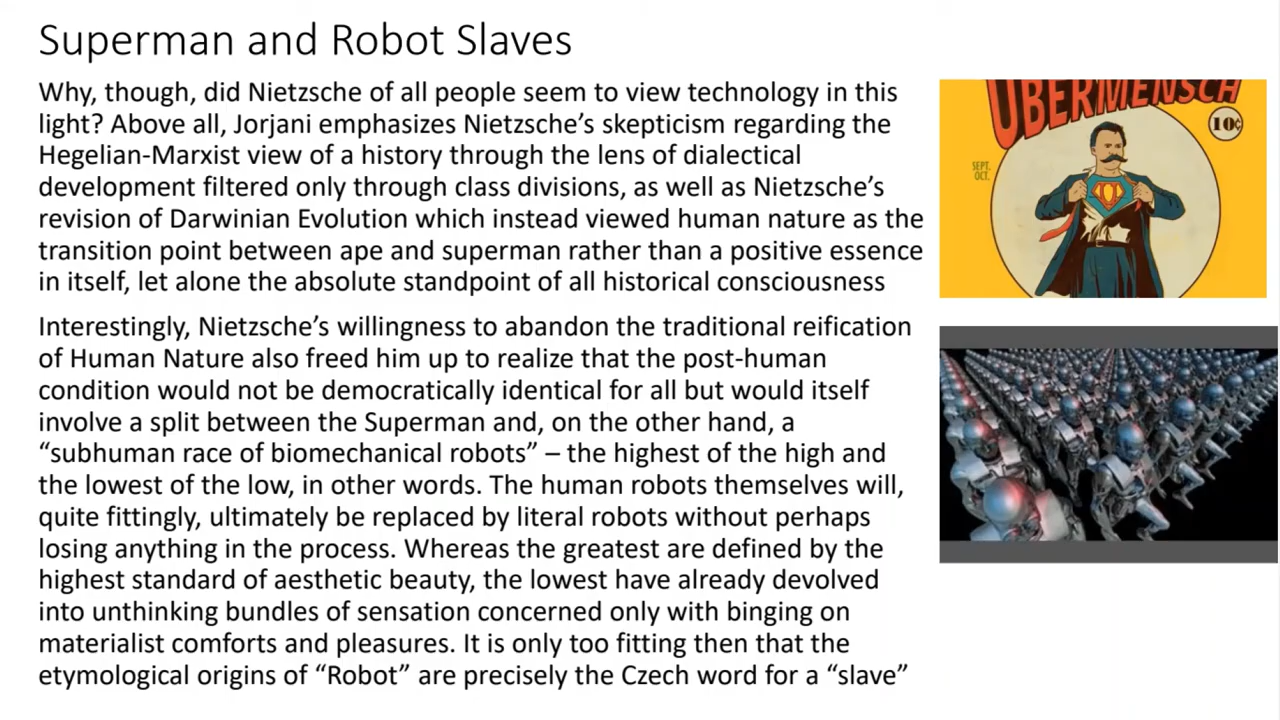 Superman and Robot Slaves
Why, though, did Nietzsche of all people seem to view technology in this
light? Above all, Jorjani emphasizes Nietzsche’s skepticism regarding the
Hegelian-Marxist view of a history through the lens of dialectical
development filtered only through class divisions, as well as Nietzsche’s
revision of Darwinian Evolution which instead viewed human nature as the
transition point between ape and superman rather than a positive essence
in itself, let alone the absolute standpoint of all historical consciousness
Interestingly, Nietzsche’s willingness to abandon the traditional reification
of Human Nature also freed him up to realize that the post-human
condition would not be democratically identical for all but would itself
involve a split between the Superman and, on the other hand, a
“subhuman race of biomechanical robots” – the highest of the high and
the lowest of the low, in other words. The human robots themselves will,
quite fittingly, ultimately be replaced by literal robots without perhaps
losing anything in the process. Whereas the greatest are defined by the
highest standard of aesthetic beauty, the lowest have already devolved
into unthinking bundles of sensation concerned only with binging on
materialist comforts and pleasures. It is only too fitting then that the
etymological origins of “Robot” are precisely the Czech word for a “slave”
ÜBERMENSCH
10¢
SEPT.
OCT.
Ü